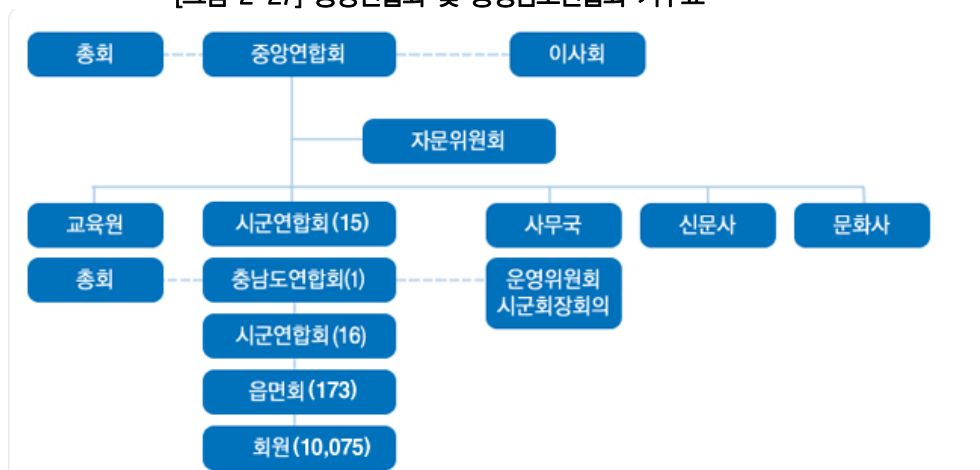 총회
중앙연합회
이사회
자문위원회
교육원
시군연합회(15)
사무국
신문사
문화사
총회
충남도연합회(1)
운영위원회
시군회장회의
시군연합회(16)
읍면회(173)
회원(10,075)